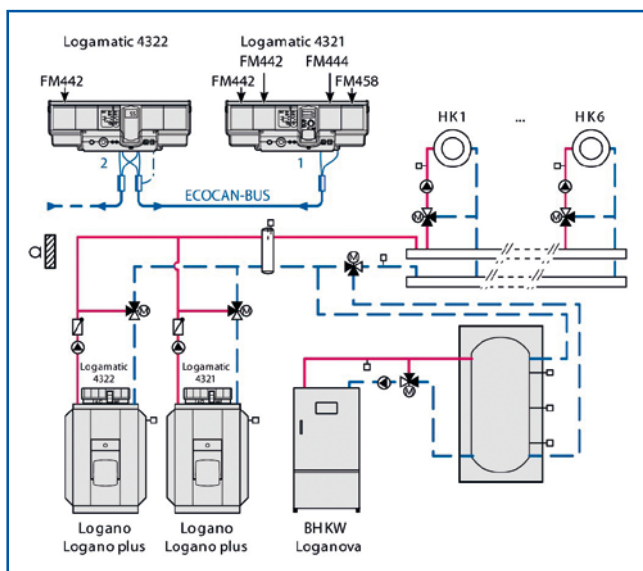 Logamatic 4322
Logamatic 4321
FM442
FM442
FM442
FM444
FM458
HK1
...
HK6
2
1
ECOCAN-BUS
M
M
M
M
M
M
Logamatic
4322
Logamatic
4321
Logano
Logano plus
Logano
Logano plus
BHKW
Loganova